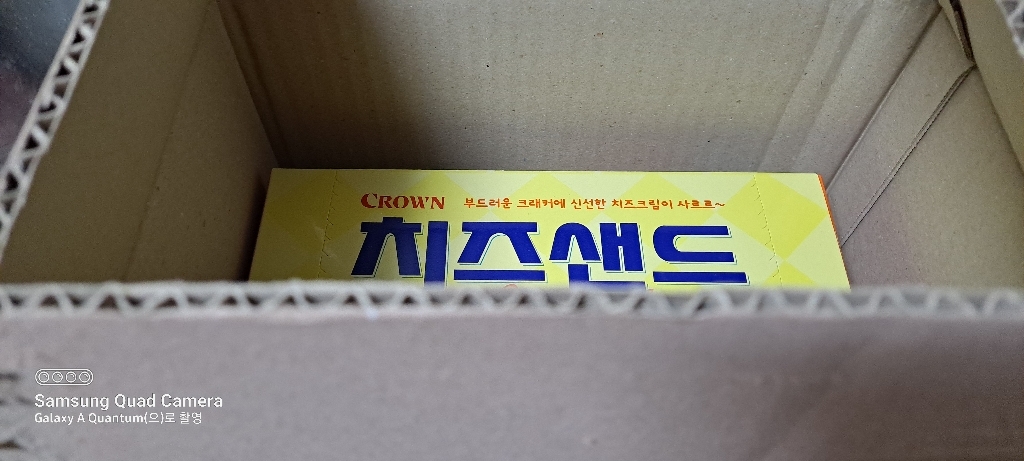 CROWN 부드러운 크래커에 신선한 치즈크림이 사르르~
치즈샌드
Samsung Quad Camera
Galaxy A Quantum(으)로 촬영